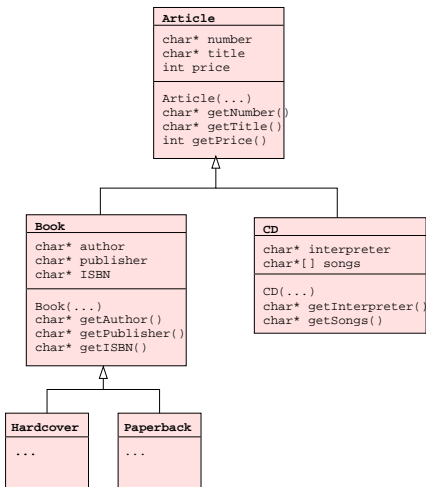 Article
char* number
char* title
int price
Article(...)
char* getNumber()
char* getTitle()
int getPrice()
Book
char* author
char* publisher
char* ISBN
Book(...)
char* getAuthor()
char* getPublisher()
char* getISBN()
CD
char* interpreter
char*[] songs
CD(...)
char* getInterpreter()
char* getSongs()
Hardcover
...
Paperback
...